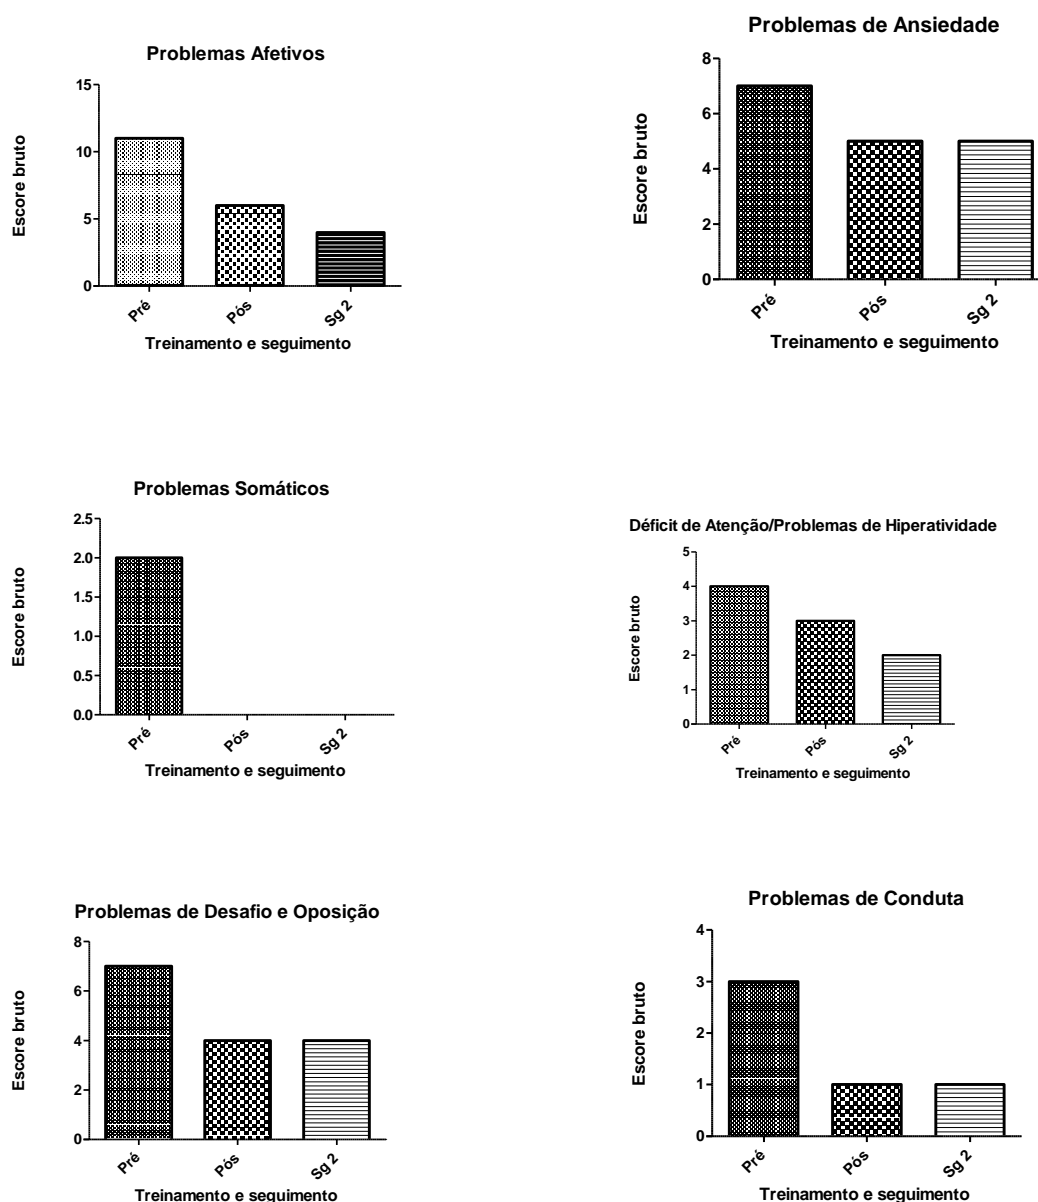 Problemas Afetivos
15
10
5
0
Escore bruto
Pré
Pós
Sg 2
Treinamento e seguimento
Problemas de Ansiedade
8
6
4
2
0
Escore bruto
Pré
Pós
Sg 2
Treinamento e seguimento
Problemas Somáticos
2.5
2.0
1.5
1.0
0.5
0.0
Escore bruto
Pré
Pós
Sg 2
Treinamento e seguimento
Déficit de Atenção/Problemas de Hiperatividade
5
4
3
2
1
0
Escore bruto
Pré
Pós
Sg 2
Treinamento e seguimento
Problemas de Desafio e Oposição
8
6
4
2
0
Escore bruto
Pré
Pós
Sg 2
Treinamento e seguimento
Problemas de Conduta
4
3
2
1
0
Escore bruto
Pré
Pós
Sg 2
Treinamento e seguimento